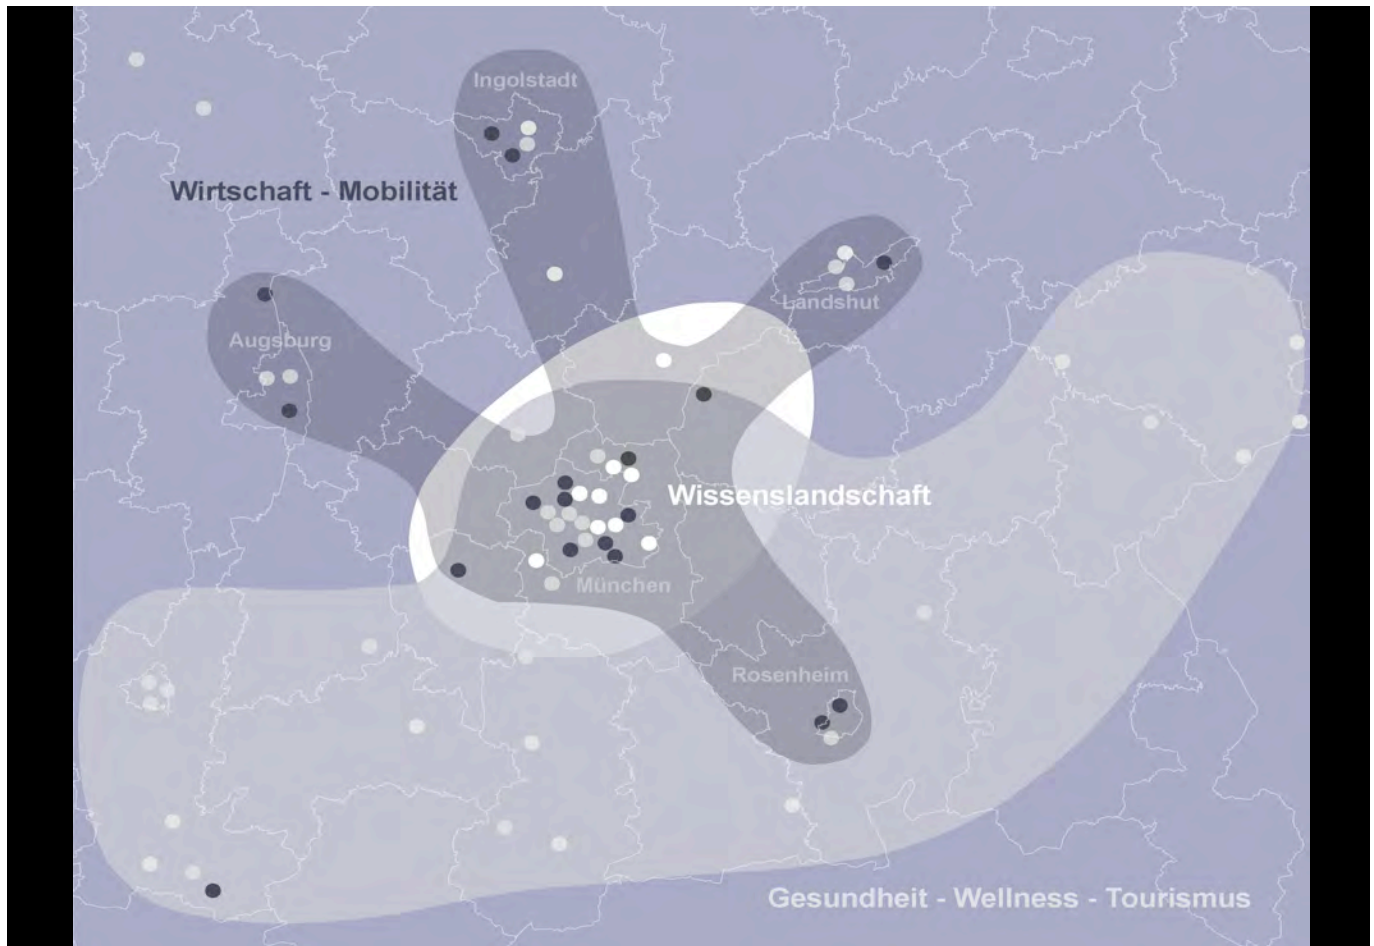 Ingolstadt
Wirtschaft - Mobilität
Landshut
Augsburg
Wissenslandschaft
München
Rosenheim
Gesundheit - Wellness - Tourismus